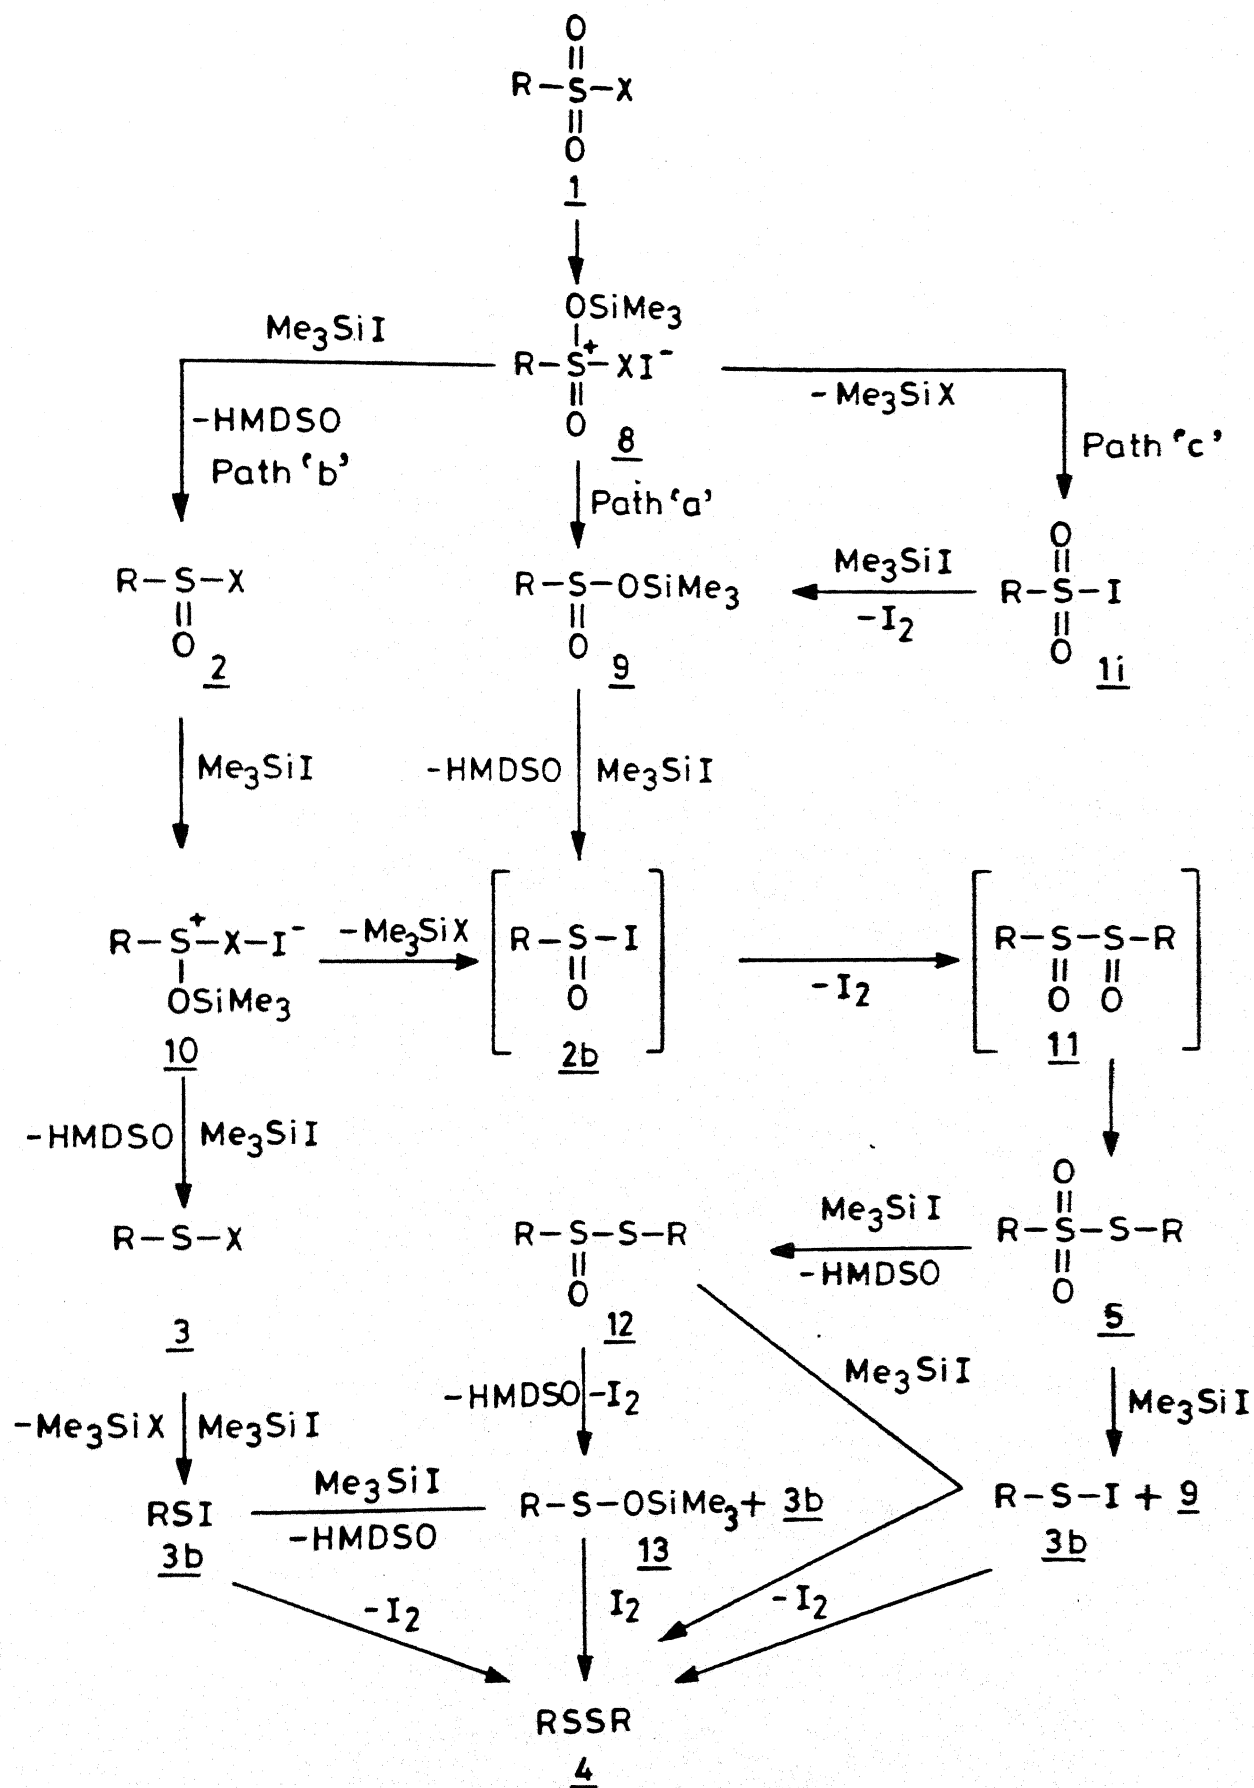 O
R-S-X
O
1
OSiMe3
Me3SiI
R-S+-XI-
-Me3SiX
-HMDSO
O
8
Path 'b'
Path 'a'
Path 'c'
O
R-S-X
R-S-OSiMe3
Me3SiI
-I2
R-S-I
O
2
O
9
O
1i
Me3SiI
-HMDSO
Me3SiI
R-S+-X-I-
-Me3SiX
R-S-I
-I2
R-S-S-R
OSiMe3
O
O O
10
2b
11
-HMDSO
Me3SiI
O
R-S-X
R-S-S-R
Me3SiI
-HMDSO
R-S-S-R
O
O
3
12
5
-HMDSO
-I2
Me3SiI
Me3SiI
-Me3SiX
Me3SiI
RSI
Me3SiI
-HMDSO
R-S-OSiMe3 + 3b
R-S-I + 9
3b
13
3b
-I2
I2
-I2
RSSR
4